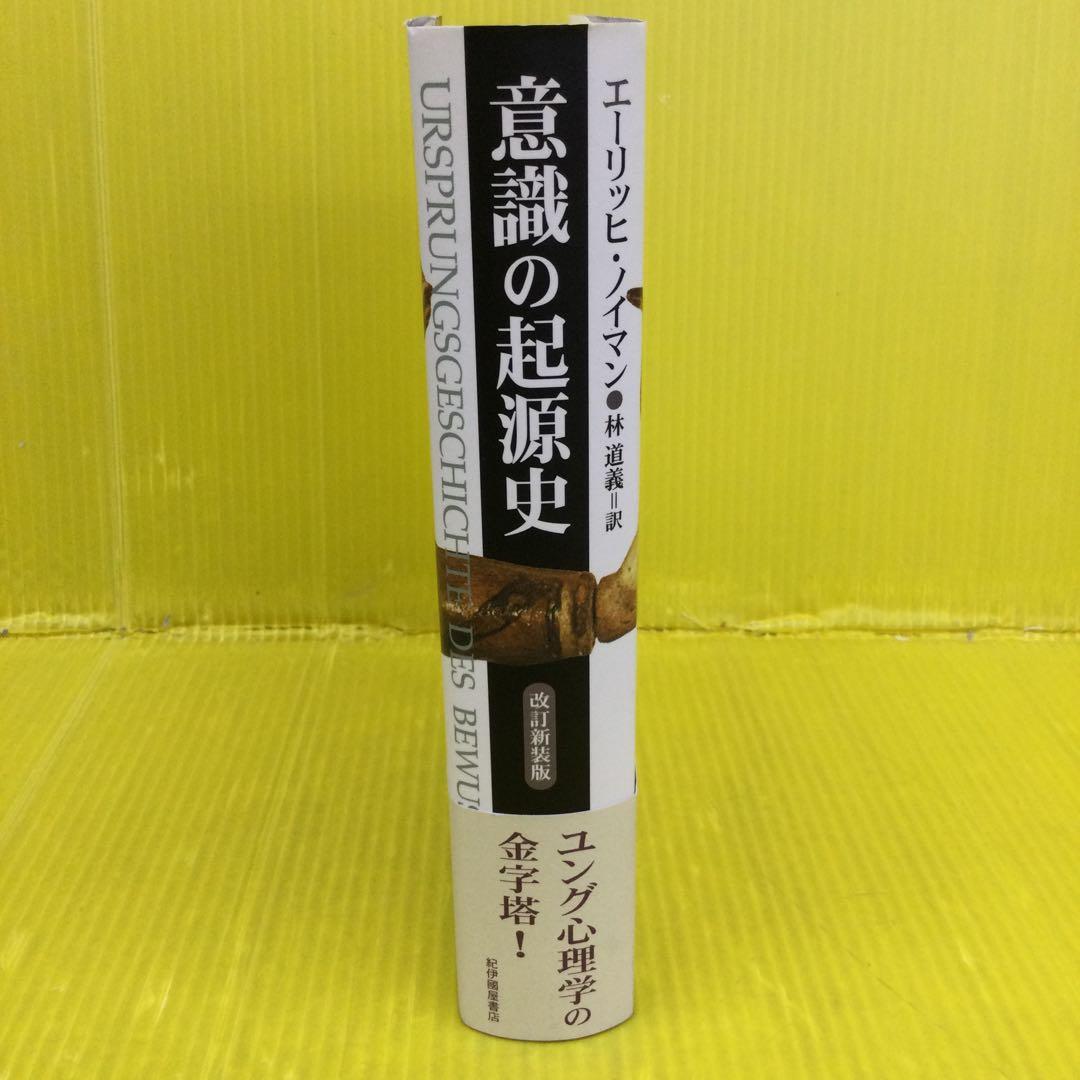 エーリッヒ・ノイマン●林 道義＝訳
意識の起源史
URSPRUNGSGESCHICHTE DES BEWUS
改訂新装版
ユング心理学の
金字塔!
紀伊國屋書店